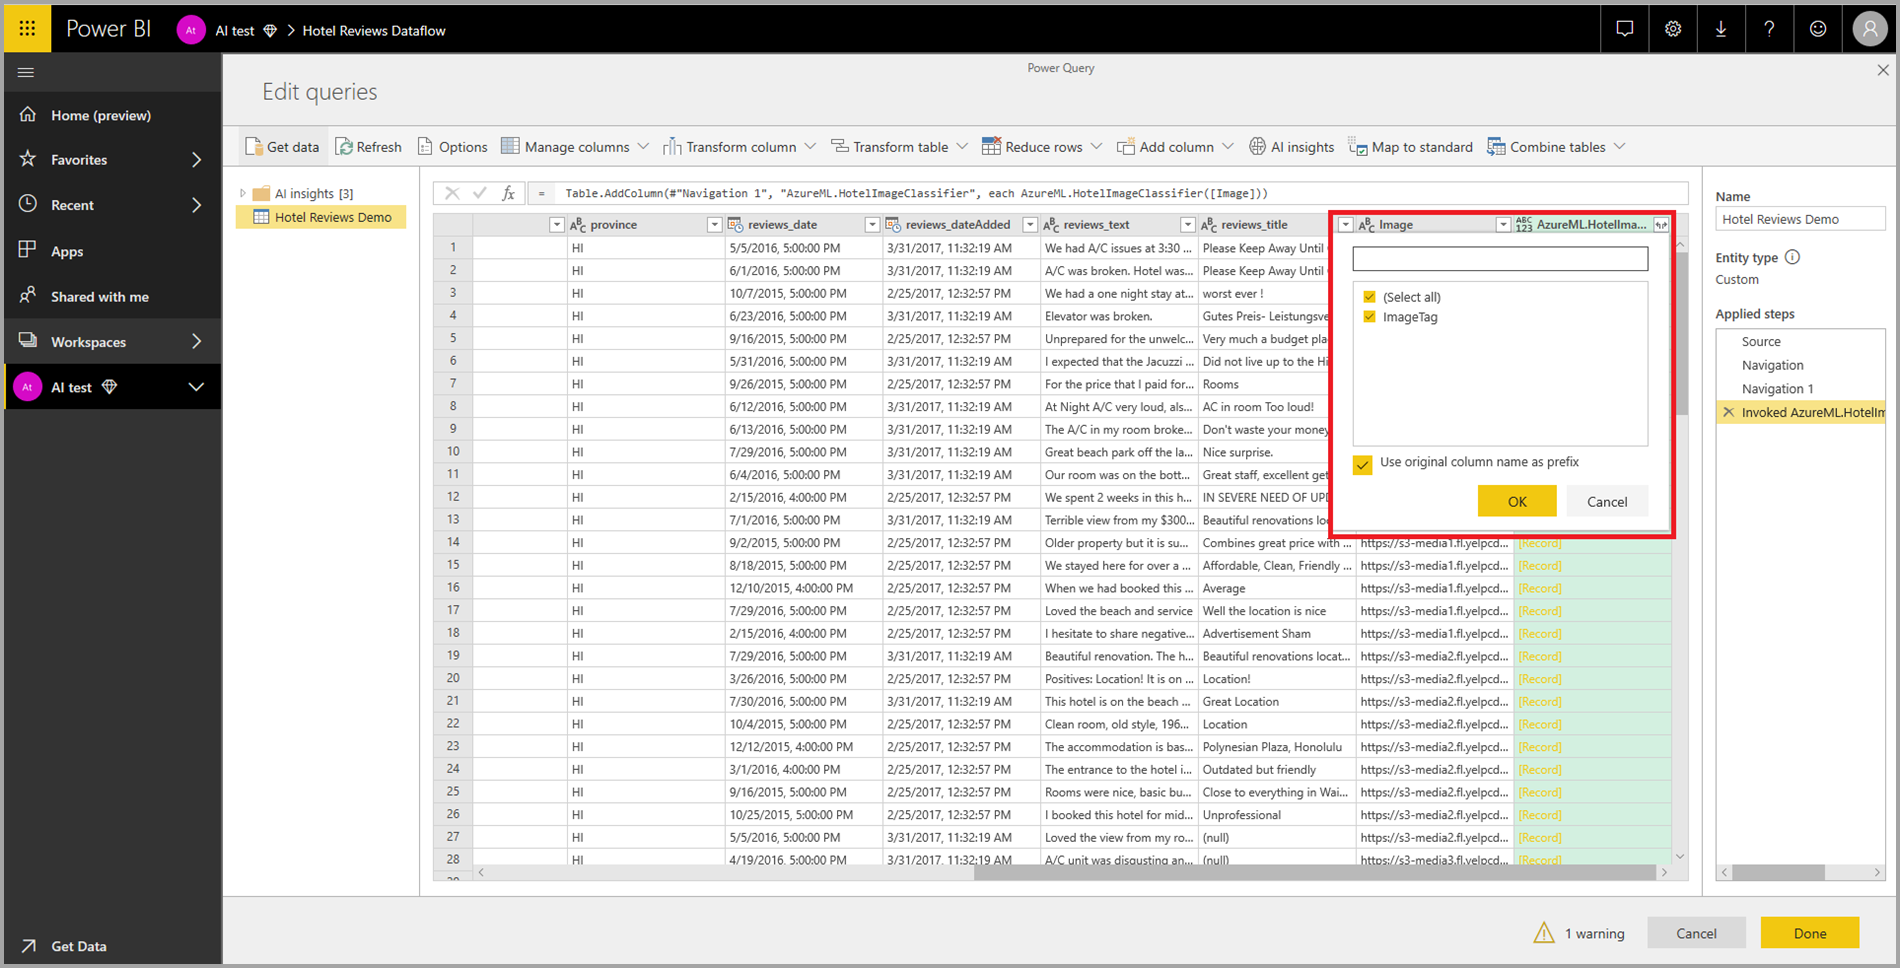 Power BI At AI test > Hotel Reviews Dataflow
Power Query
Edit queries
Home (preview)
Favorites
Recent
Apps
Shared with me
Workspaces
At AI test
Get Data
Get data Refresh Options Manage columns Transform column Transform table Reduce rows Add column AI insights Map to standard Combine tables
AI insights [3]
Hotel Reviews Demo
fx = Table.AddColumn(#"Navigation 1", "AzureML.HotelImageClassifier", each AzureML.HotelImageClassifier([Image]))
province reviews_date reviews_dateAdded reviews_text reviews_title Image AzureML.HotelIma...
1 HI 5/5/2016, 5:00:00 PM 3/31/2017, 11:32:19 AM We had A/C issues at 3:30 ... Please Keep Away Until
2 HI 6/1/2016, 5:00:00 PM 3/31/2017, 11:32:19 AM A/C was broken. Hotel was... Please Keep Away Until
3 HI 10/7/2015, 5:00:00 PM 2/25/2017, 12:32:57 PM We had a one night stay at... worst ever !
4 HI 6/23/2016, 5:00:00 PM 3/31/2017, 11:32:19 AM Elevator was broken. Gutes Preis- Leistungsve
5 HI 9/16/2015, 5:00:00 PM 2/25/2017, 12:32:57 PM Unprepared for the unwelc... Very much a budget pla
6 HI 5/31/2016, 5:00:00 PM 3/31/2017, 11:32:19 AM I expected that the Jacuzzi Did not live up to the Hi
7 HI 9/26/2015, 5:00:00 PM 2/25/2017, 12:32:57 PM For the price that I paid for... Rooms
8 HI 6/12/2016, 5:00:00 PM 3/31/2017, 11:32:19 AM At Night A/C very loud, als... AC in room Too loud!
9 HI 6/13/2016, 5:00:00 PM 3/31/2017, 11:32:19 AM The A/C in my room broke... Don't waste your money
10 HI 7/29/2016, 5:00:00 PM 3/31/2017, 11:32:19 AM Great beach park off the la... Nice surprise.
11 HI 6/4/2016, 5:00:00 PM 3/31/2017, 11:32:19 AM Our room was on the bott... Great staff, excellent get
12 HI 2/15/2016, 4:00:00 PM 2/25/2017, 12:32:57 PM We spent 2 weeks in this h... IN SEVERE NEED OF UPD
13 HI 7/1/2016, 5:00:00 PM 3/31/2017, 11:32:19 AM Terrible view from my $300... Beautiful renovations loc
14 HI 9/2/2015, 5:00:00 PM 2/25/2017, 12:32:57 PM Older property but it is su... Combines great price with ... https://s3-media1.fl.yelpcd... [Record]
15 HI 8/18/2015, 5:00:00 PM 2/25/2017, 12:32:57 PM We stayed here for over a ... Affordable, Clean, Friendly ... https://s3-media1.fl.yelpcd... [Record]
16 HI 12/10/2015, 4:00:00 PM 2/25/2017, 12:32:57 PM When we had booked this ... Average https://s3-media1.fl.yelpcd... [Record]
17 HI 7/29/2016, 5:00:00 PM 2/25/2017, 12:32:57 PM Loved the beach and service Well the location is nice https://s3-media1.fl.yelpcd... [Record]
18 HI 2/15/2016, 4:00:00 PM 2/25/2017, 12:32:57 PM I hesitate to share negative... Advertisement Sham https://s3-media1.fl.yelpcd... [Record]
19 HI 7/29/2016, 5:00:00 PM 3/31/2017, 11:32:19 AM Beautiful renovation. The h... Beautiful renovations locat... https://s3-media2.fl.yelpcd... [Record]
20 HI 3/26/2016, 5:00:00 PM 2/25/2017, 12:32:57 PM Positives: Location! It is on ... Location! https://s3-media2.fl.yelpcd... [Record]
21 HI 7/30/2016, 5:00:00 PM 3/31/2017, 11:32:19 AM This hotel is on the beach ... Great Location https://s3-media2.fl.yelpcd... [Record]
22 HI 10/4/2015, 5:00:00 PM 2/25/2017, 12:32:57 PM Clean room, old style, 196... Location https://s3-media2.fl.yelpcd... [Record]
23 HI 12/12/2015, 4:00:00 PM 2/25/2017, 12:32:57 PM The accommodation is bas... Polynesian Plaza, Honolulu https://s3-media2.fl.yelpcd... [Record]
24 HI 3/1/2016, 4:00:00 PM 2/25/2017, 12:32:57 PM The entrance to the hotel i... Outdated but friendly https://s3-media2.fl.yelpcd... [Record]
25 HI 9/16/2015, 5:00:00 PM 2/25/2017, 12:32:57 PM Rooms were nice, basic bu... Close to everything in Wai... https://s3-media2.fl.yelpcd... [Record]
26 HI 10/25/2015, 5:00:00 PM 2/25/2017, 12:32:57 PM I booked this hotel for mid... Unprofessional https://s3-media2.fl.yelpcd... [Record]
27 HI 5/5/2016, 5:00:00 PM 3/31/2017, 11:32:19 AM Loved the view from my ro... (null) https://s3-media2.fl.yelpcd... [Record]
28 HI 4/19/2016, 5:00:00 PM 3/31/2017, 11:32:19 AM A/C unit was disgusting an... (null) https://s3-media3.fl.yelpcd... [Record]
(Select all)
ImageTag
Use original column name as prefix
OK Cancel
Name
Hotel Reviews Demo
Entity type
Custom
Applied steps
Source
Navigation
Navigation 1
Invoked AzureML.HotelIm
1 warning Cancel Done